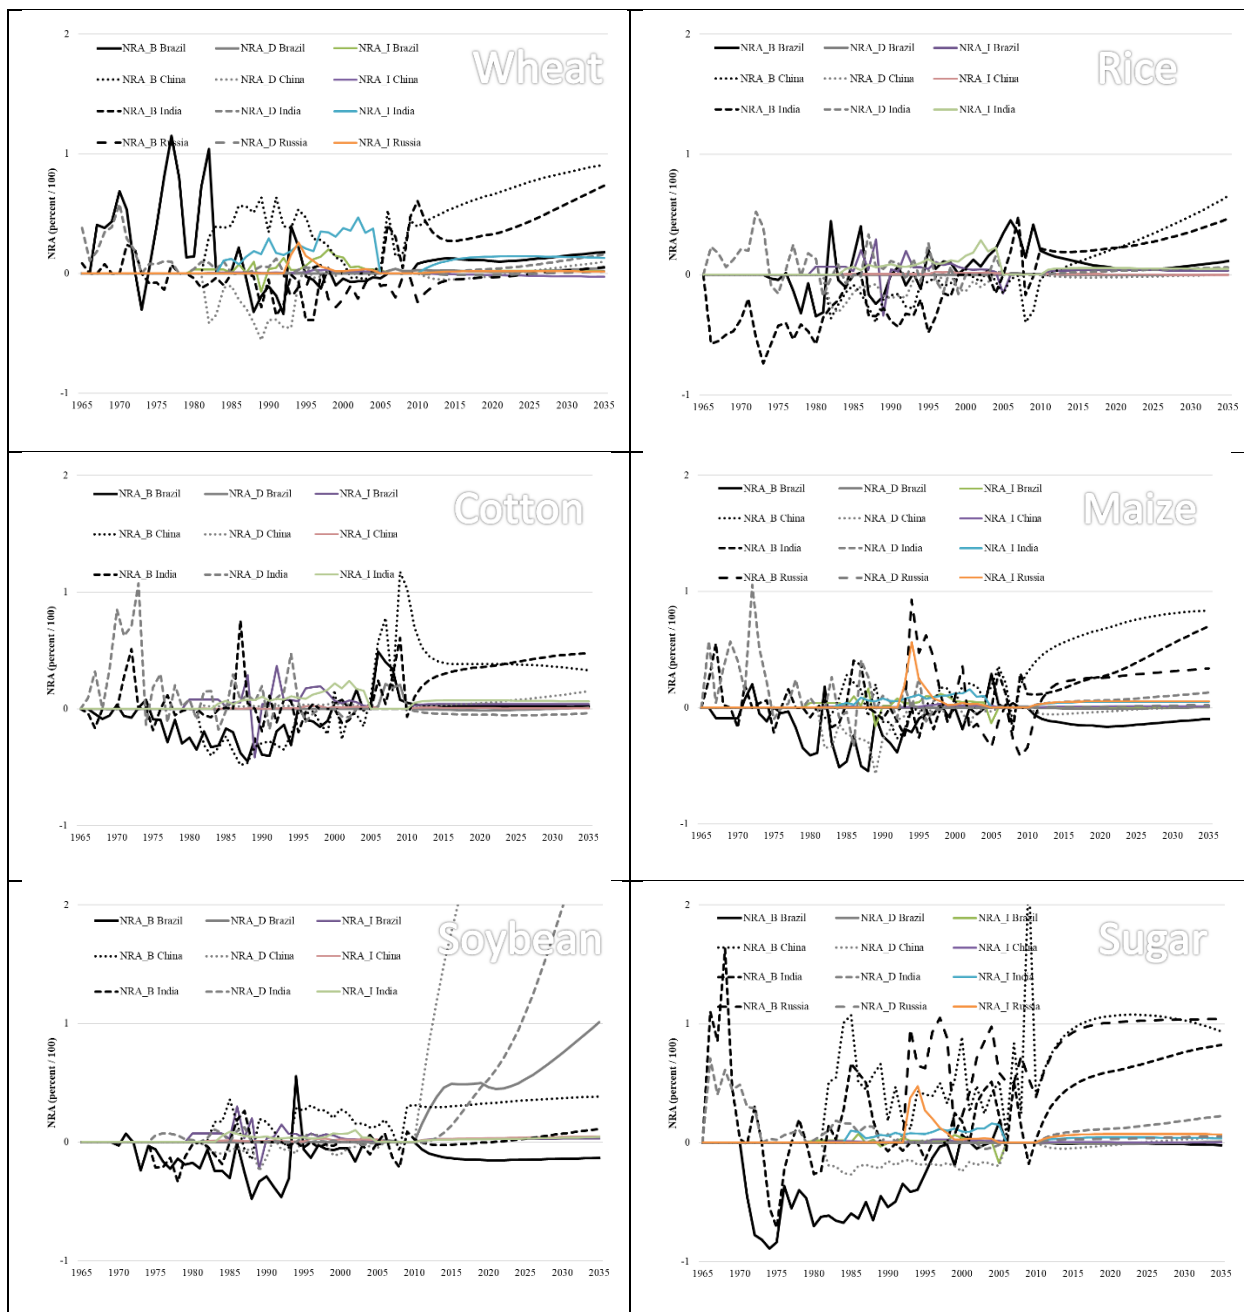 2
NRA_B Brazil NRA_D Brazil NRA_I Brazil
NRA_B China NRA_D China NRA_I China
NRA_B India NRA_D India NRA_I India
NRA_B Russia NRA_D Russia NRA_I Russia
Wheat
1
0
-1
NRA (percent / 100)
1965 1970 1975 1980 1985 1990 1995 2000 2005 2010 2015 2020 2025 2030 2035
2
NRA_B Brazil NRA_D Brazil NRA_I Brazil
NRA_B China NRA_D China NRA_I China
NRA_B India NRA_D India NRA_I India
Rice
1
0
-1
NRA (percent / 100)
1965 1970 1975 1980 1985 1990 1995 2000 2005 2010 2015 2020 2025 2030 2035
2
NRA_B Brazil NRA_D Brazil NRA_I Brazil
NRA_B China NRA_D China NRA_I China
NRA_B India NRA_D India NRA_I India
Cotton
1
0
-1
NRA (percent / 100)
1965 1970 1975 1980 1985 1990 1995 2000 2005 2010 2015 2020 2025 2030 2035
2
NRA_B Brazil NRA_D Brazil NRA_I Brazil
NRA_B China NRA_D China NRA_I China
NRA_B India NRA_D India NRA_I India
NRA_B Russia NRA_D Russia NRA_I Russia
Maize
1
0
-1
NRA (percent / 100)
1965 1970 1975 1980 1985 1990 1995 2000 2005 2010 2015 2020 2025 2030 2035
2
NRA_B Brazil NRA_D Brazil NRA_I Brazil
NRA_B China NRA_D China NRA_I China
NRA_B India NRA_D India NRA_I India
Soybean
1
0
-1
NRA (percent / 100)
1965 1970 1975 1980 1985 1990 1995 2000 2005 2010 2015 2020 2025 2030 2035
2
NRA_B Brazil NRA_D Brazil NRA_I Brazil
NRA_B China NRA_D China NRA_I China
NRA_B India NRA_D India NRA_I India
NRA_B Russia NRA_D Russia NRA_I Russia
Sugar
1
0
-1
NRA (percent / 100)
1965 1970 1975 1980 1985 1990 1995 2000 2005 2010 2015 2020 2025 2030 2035